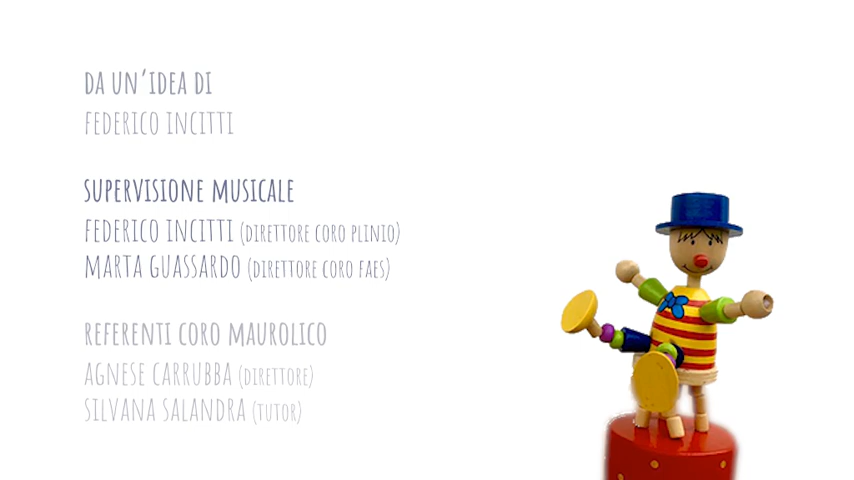 DA UN'IDEA DI
FEDERICO INCITTI
SUPERVISIONE MUSICALE
FEDERICO INCITTI (DIRETTORE CORO PLINIO)
MARTA GUASSARDO (DIRETTORE CORO FAES)
REFERENTI CORO MAUROLICO
AGNESE CARRUBBA (DIRETTORE)
SILVANA SALANDRA (TUTOR)